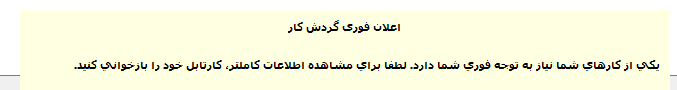 اعلان فوری گردش کار
يكي از كارهاي شما نياز به توجه فوري شما دارد. لطفا براي مشاهده اطلاعات كاملتر، كارتابل خود را بازخواني كنيد.